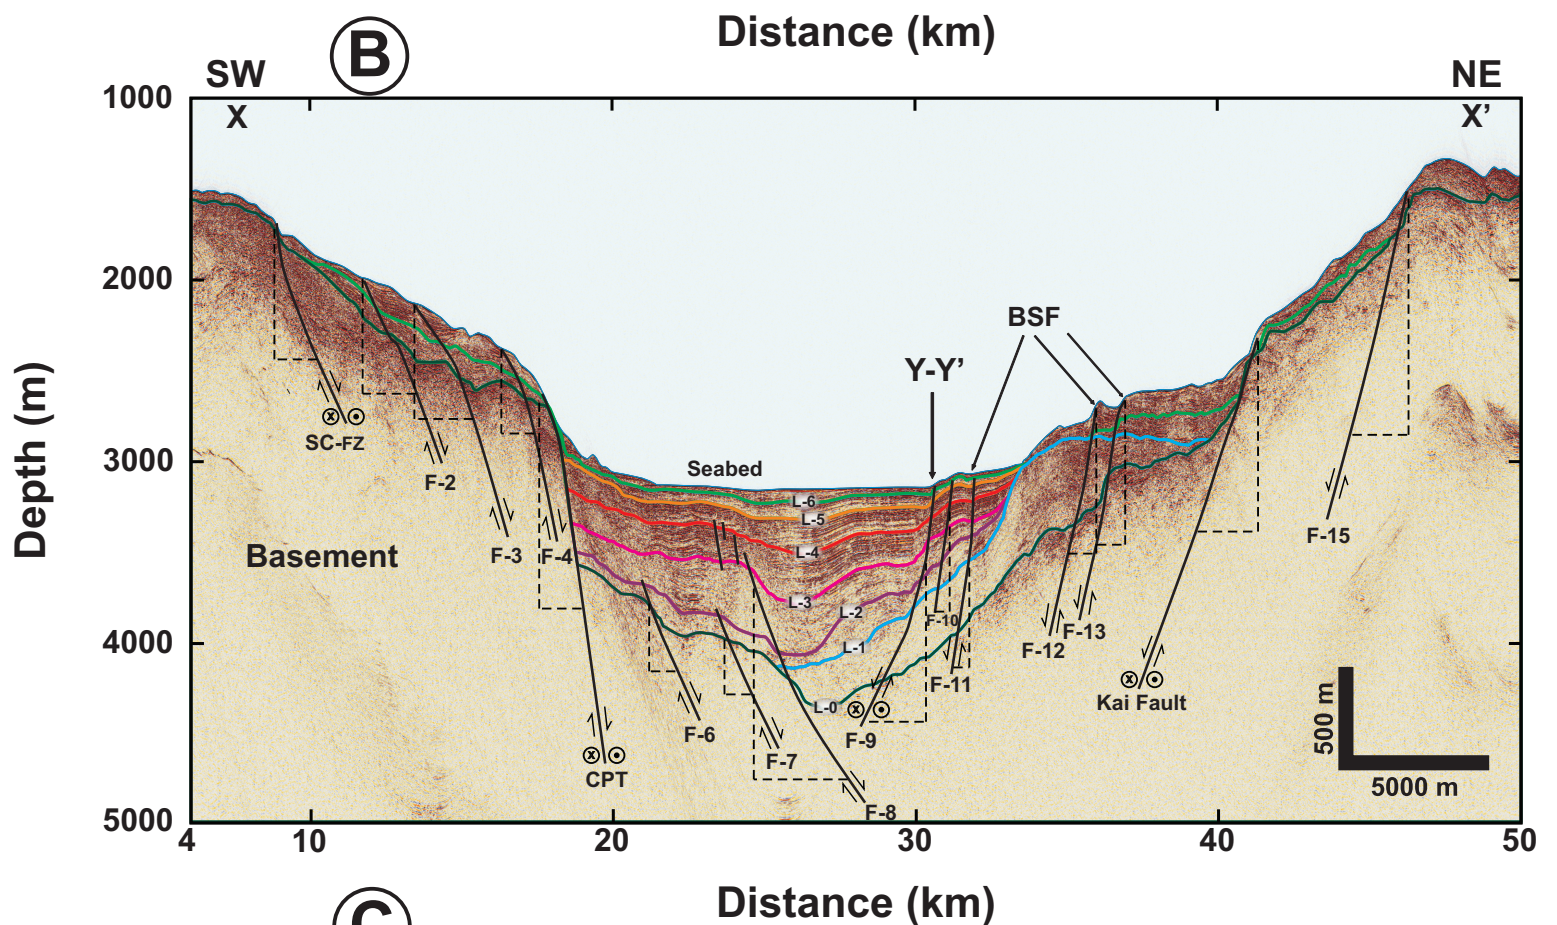 Distance (km)
B
SW
NE
X
X’
1000
2000
3000
4000
5000
Depth (m)
BSF
Y-Y’
Seabed
Basement
SC-FZ
F-2
F-3
F-4
L-6
L-5
L-4
L-3
L-2
L-1
L-0
F-10
F-11
F-12
F-13
F-15
Kai Fault
F-6
F-7
F-8
F-9
CPT
500 m
5000 m
4
10
20
30
40
50
Distance (km)
C